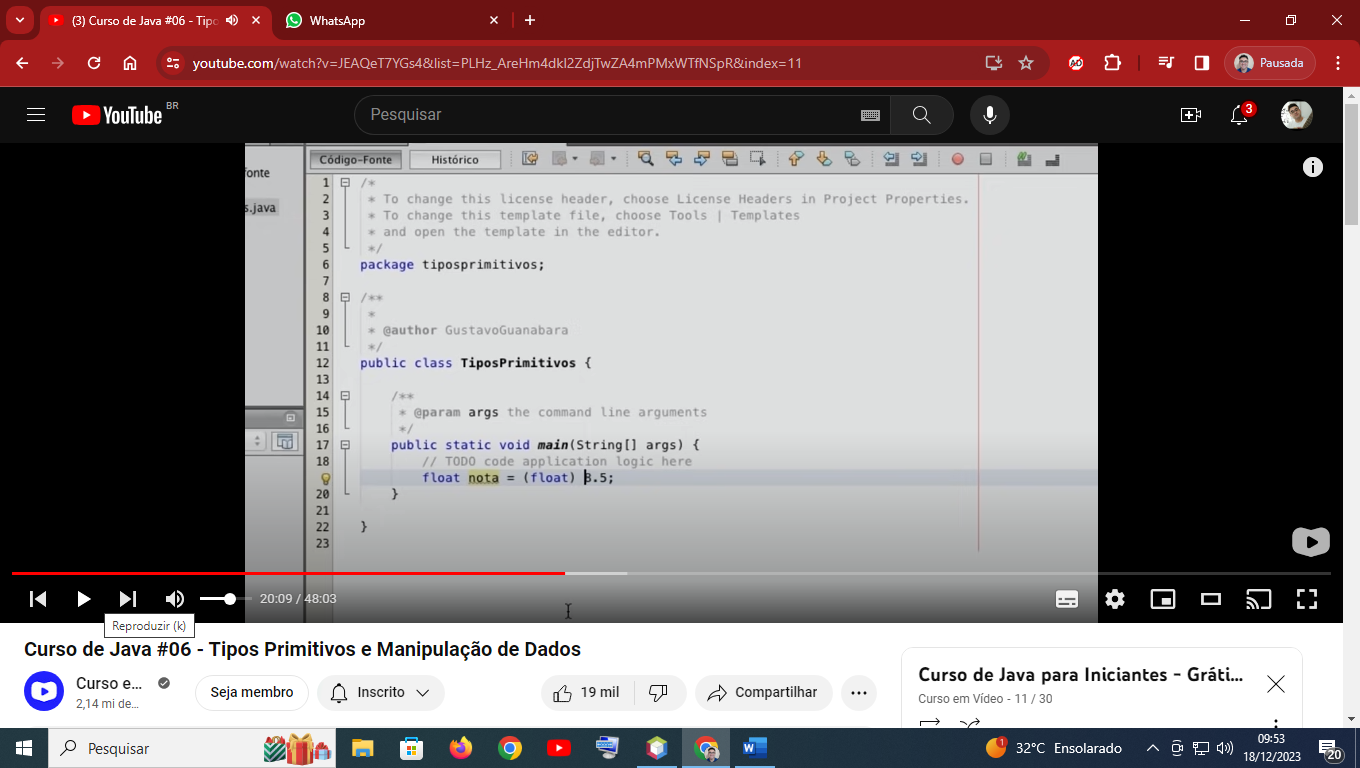 (3) Curso de Java #06 - Tipo
WhatsApp
youtube.com/watch?v=JEAQeT7YGs4&list=PLHz_AreHm4dkI2ZdjTwZA4mPMxWTfNSpR&index=11
Pausada
YouTube BR
Pesquisar
3
fonte
s.java
Código-Fonte Histórico
1 /*
2 * To change this license header, choose License Headers in Project Properties.
3 * To change this template file, choose Tools | Templates
4 * and open the template in the editor.
5 */
6 package tiposprimitivos;
7
8 /**
9 *
10 * @author GustavoGuanabara
11 */
12 public class TiposPrimitivos {
13
14 /**
15 * @param args the command line arguments
16 */
17 public static void main(String[] args) {
18 // TODO code application logic here
float nota = (float) 8.5;
20 }
21
22 }
23
20:09 / 48:03
Reproduzir (k)
Curso de Java #06 - Tipos Primitivos e Manipulação de Dados
Curso e...
2,14 mi de...
Seja membro
Inscrito
19 mil
Compartilhar
Curso de Java para Iniciantes - Gráti...
Curso em Vídeo - 11 / 30
Pesquisar
1
32°C Ensolarado
09:53
18/12/2023
20